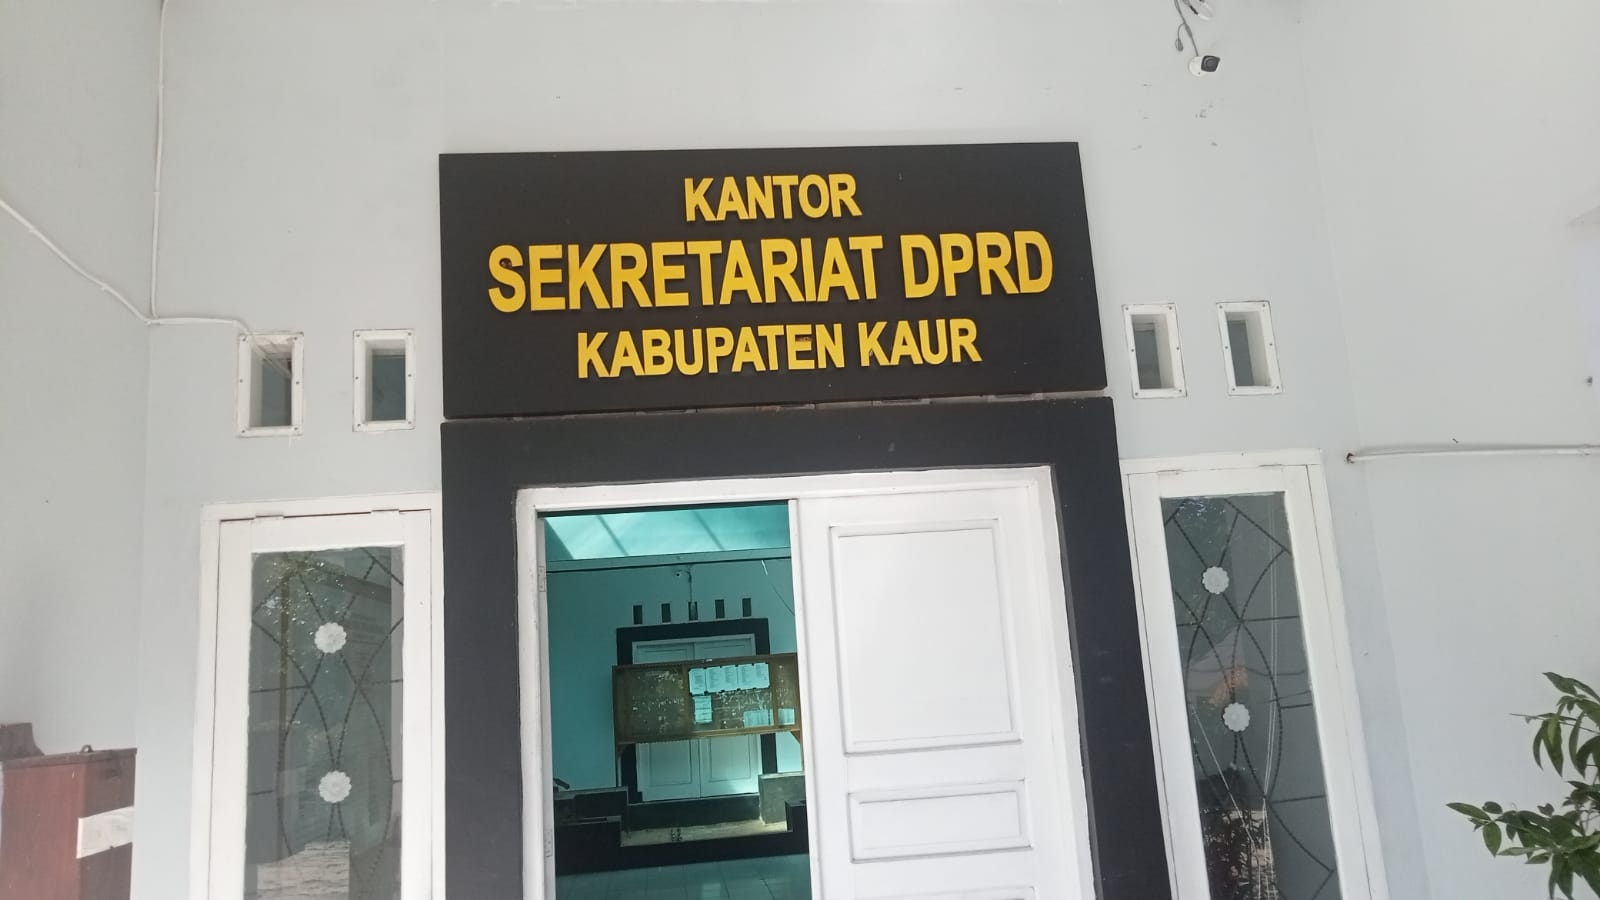 KANTOR
SEKRETARIAT DPRD
KABUPATEN KAUR